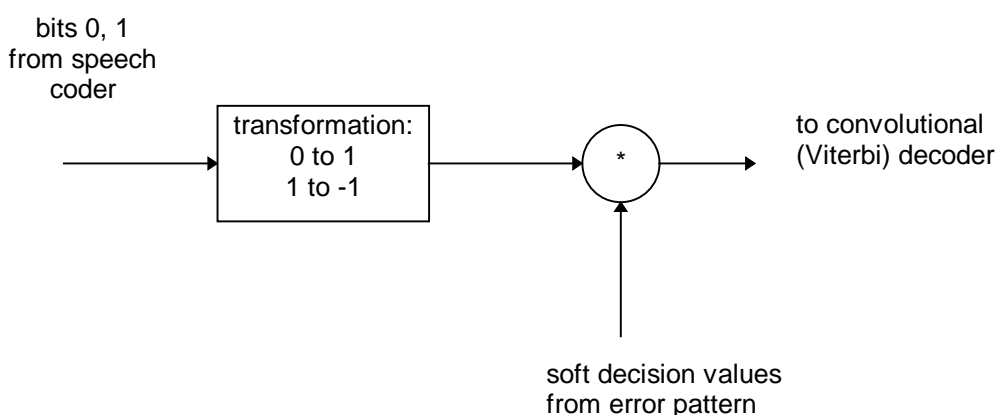 bits 0, 1
from speech
coder
transformation:
0 to 1
1 to -1
*
to convolutional
(Viterbi) decoder
soft decision values
from error pattern